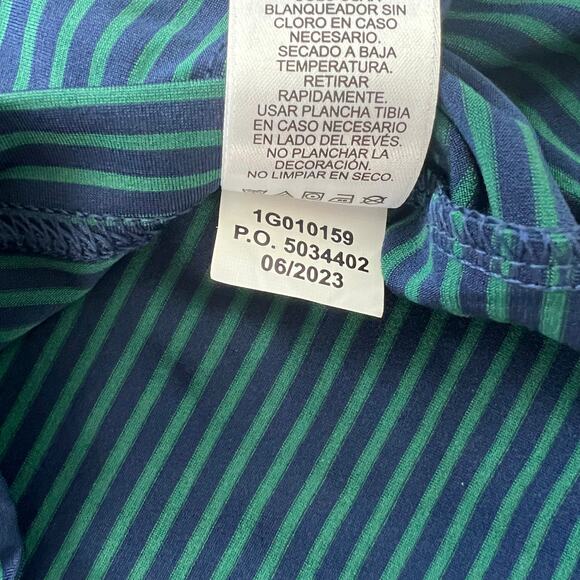 BLANQUEADOR SIN
CLORO EN CASO
NECESARIO.
SECADO A BAJA
TEMPERATURA.
RETIRAR
RAPIDAMENTE.
USAR PLANCHA TIBIA
EN CASO NECESARIO
EN LADO DEL REVÉS.
NO PLANCHAR LA
DECORACIÓN.
NO LIMPIAR EN SECO.
1G010159
P.O. 5034402
06/2023